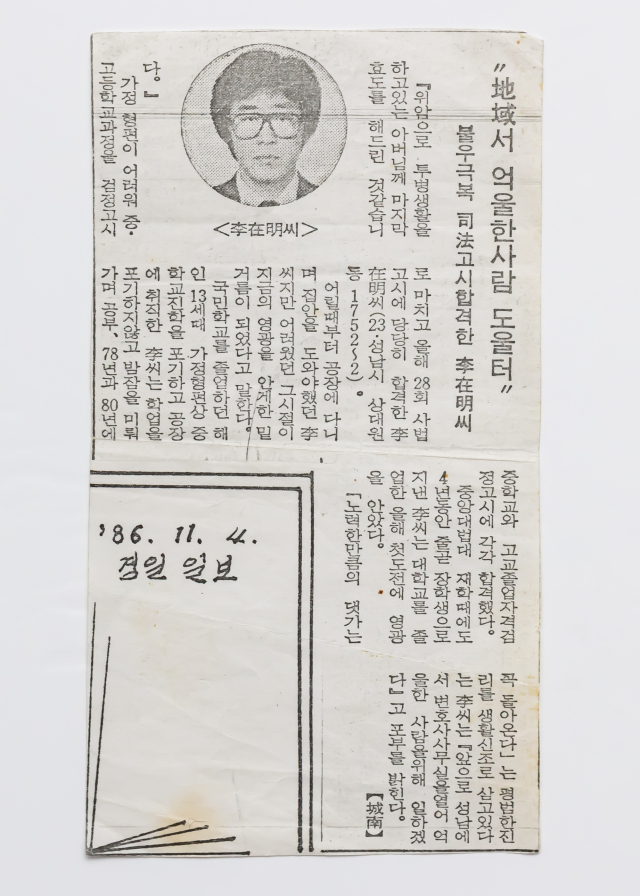 〃地域서 억울한사람 도울터〃
불우극복 司法고시합격한 李在明씨
『위암으로 투병생활을
하고있는 아버님께 마지막
효도를 해드린 것같습니
<李在明씨>
다。』
가정 형편이 어려워 중·
고등학교과정을 검정고시
로 마치고 올해 28회 사법
고시에 당당히 합격한 李
在明씨(23·성남시 상대원
동 1752~2)。
어릴때부터 공장에 다니
며 집안을 도와야했던 李
씨지만 어려웠던 그시절이
지금의 영광을 안게한 밑
거름이 되었다고 말한다。
국민학교를 졸업하던 해
인 13세때 가정형편상 중
학교진학을 포기하고 공장
에 취직한 李씨는 학업을
포기하지않고 밤잠을 미뤄
가며 공부、78년과 80년에
중학교와 고교졸업자격검
정고시에 각각 합격했다。
중앙대법대 재학때에도
4년동안 줄곧 장학생으로
지낸 李씨는 대학교를 졸
업한 올해 첫도전에 영광
을 안았다。
「노력한만큼의 댓가는
꼭 돌아온다」는 평범한진
리를 생활신조로 삼고있다
는 李씨는 『앞으로 성남에
서 변호사사무실을열어 억
울한 사람을위해 일하겠
다』고 포부를 밝힌다。
【城南】
'86. 11. 4.
경일 일보